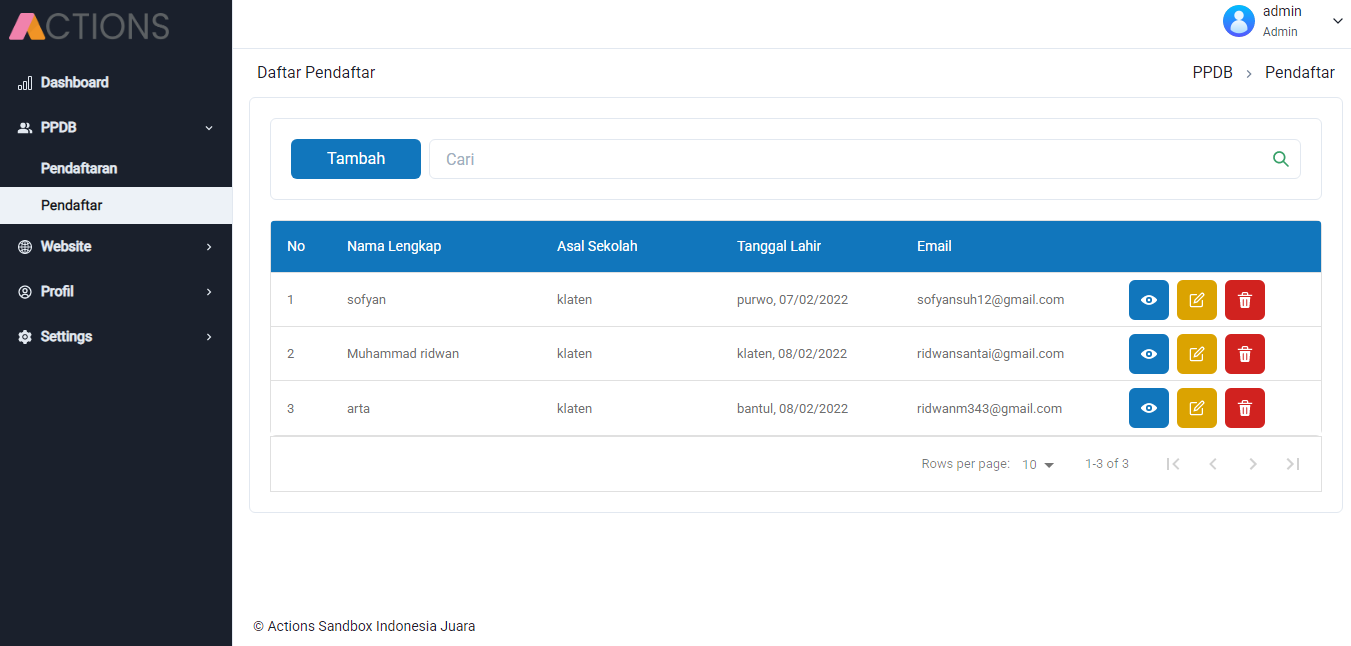 ACTIONS
admin
Admin
Dashboard
PPDB
Pendaftaran
Pendaftar
Website
Profil
Settings
Daftar Pendaftar
PPDB > Pendaftar
Tambah
Cari
No Nama Lengkap Asal Sekolah Tanggal Lahir Email
1 sofyan klaten purwo, 07/02/2022 sofyansuh12@gmail.com
2 Muhammad ridwan klaten klaten, 08/02/2022 ridwansantai@gmail.com
3 arta klaten bantul, 08/02/2022 ridwanm343@gmail.com
Rows per page: 10 1-3 of 3
© Actions Sandbox Indonesia Juara